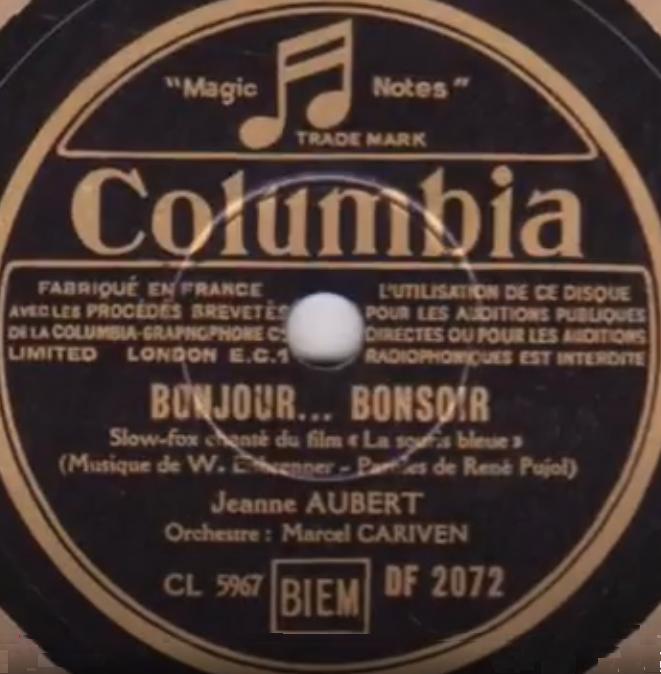 "Magic Notes"
TRADE MARK
Columbia
FABRIQUÉ EN FRANCE
AVEC LES PROCÉDÉS BREVETÉS
DE LA COLUMBIA-GRAPHOPHONE Cº
LIMITED LONDON E.C.1
L'UTILISATION DE CE DISQUE
POUR LES AUDITIONS PUBLIQUES
DIRECTES OU POUR LES AUDITIONS
RADIOPHONIQUES EST INTERDITE
BONJOUR... BONSOIR
Slow-fox chanté du film « La souris bleue »
(Musique de W. - Paroles de René Pujol)
Jeanne AUBERT
Orchestre : Marcel CARIVEN
CL 5967 BIEM DF 2072